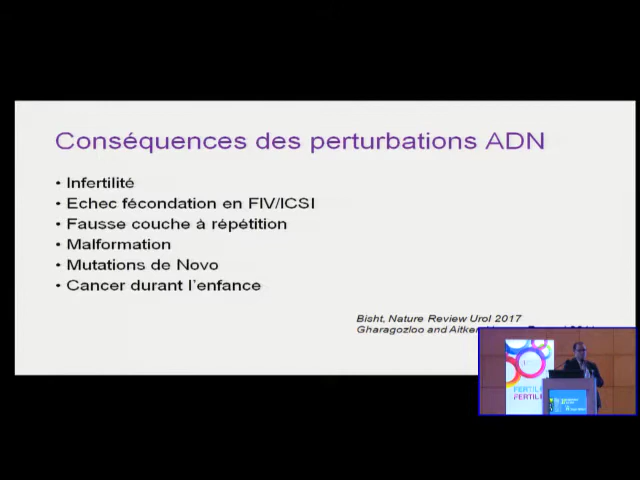 Conséquences des perturbations ADN
• Infertilité
• Echec fécondation en FIV/ICSI
• Fausse couche à répétition
• Malformation
• Mutations de Novo
• Cancer durant l'enfance
Bisht, Nature Review Urol 2017
Gharagozloo and Aitken
FERTIL
FERTIL